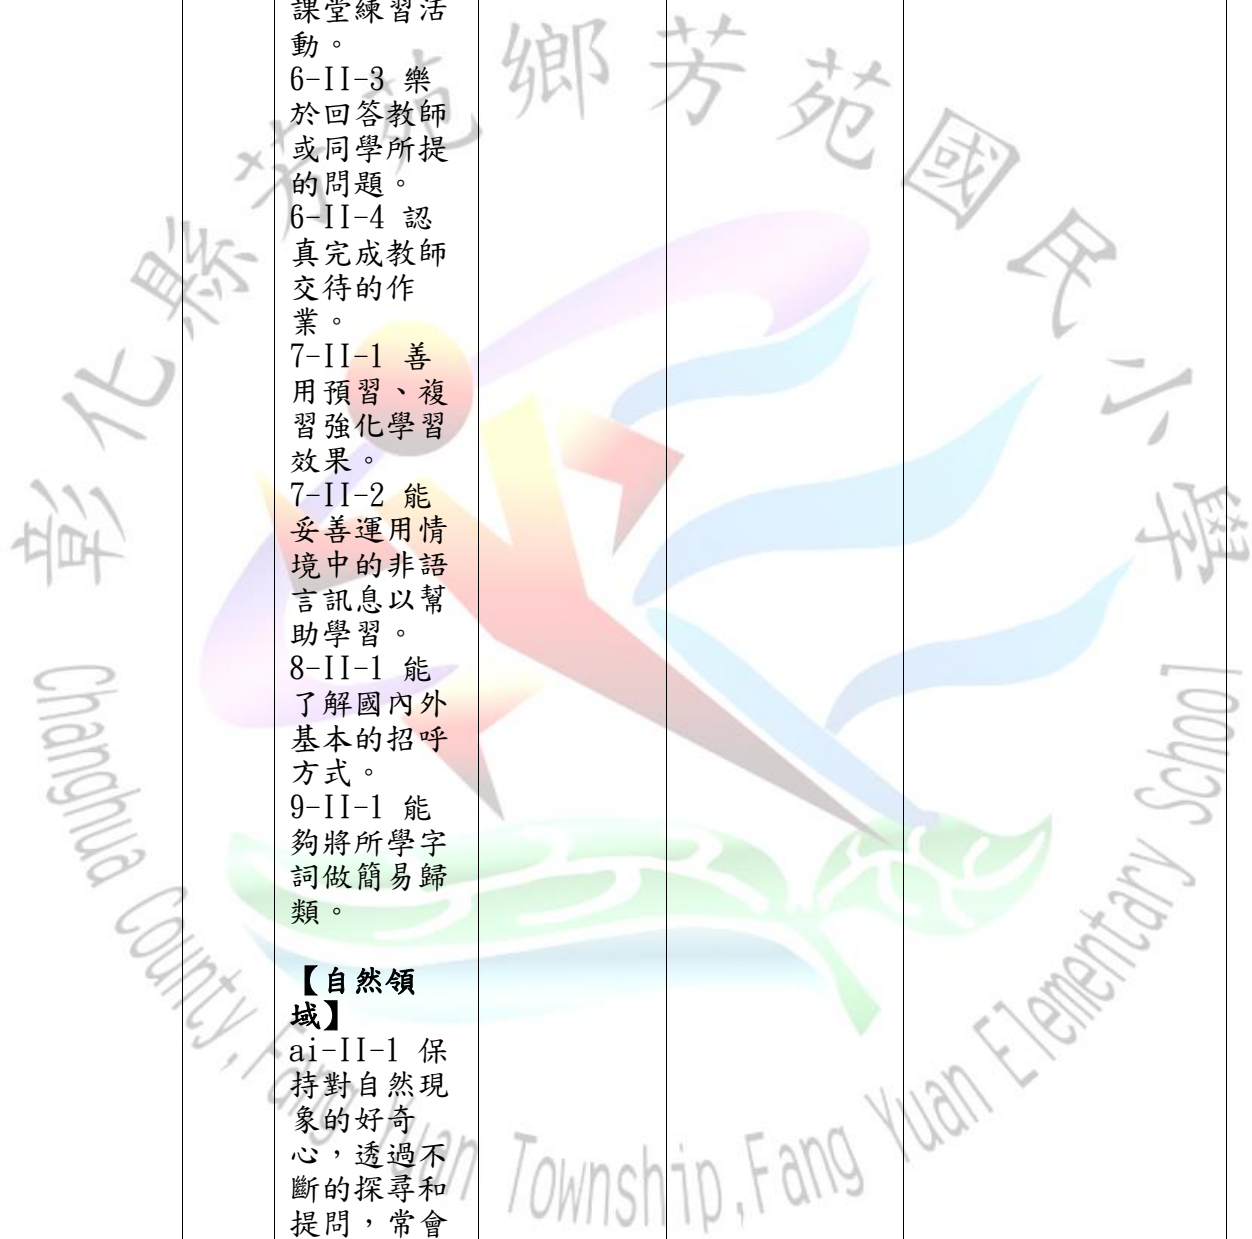 課堂練習活
動。
6-II-3 樂
於回答教師
或同學所提
的問題。
6-II-4 認
真完成教師
交待的作
業。
7-II-1 善
用預習、複
習強化學習
效果。
7-II-2 能
妥善運用情
境中的非語
言訊息以幫
助學習。
8-II-1 能
了解國內外
基本的招呼
方式。
9-II-1 能
夠將所學字
詞做簡易歸
類。
【自然領
域】
ai-II-1 保
持對自然現
象的好奇
心，透過不
斷的探尋和
提問，常會
彰化縣芳苑鄉芳苑國民小學
Changhua County, Fang Yuan Township, Fang Yuan Elementary School